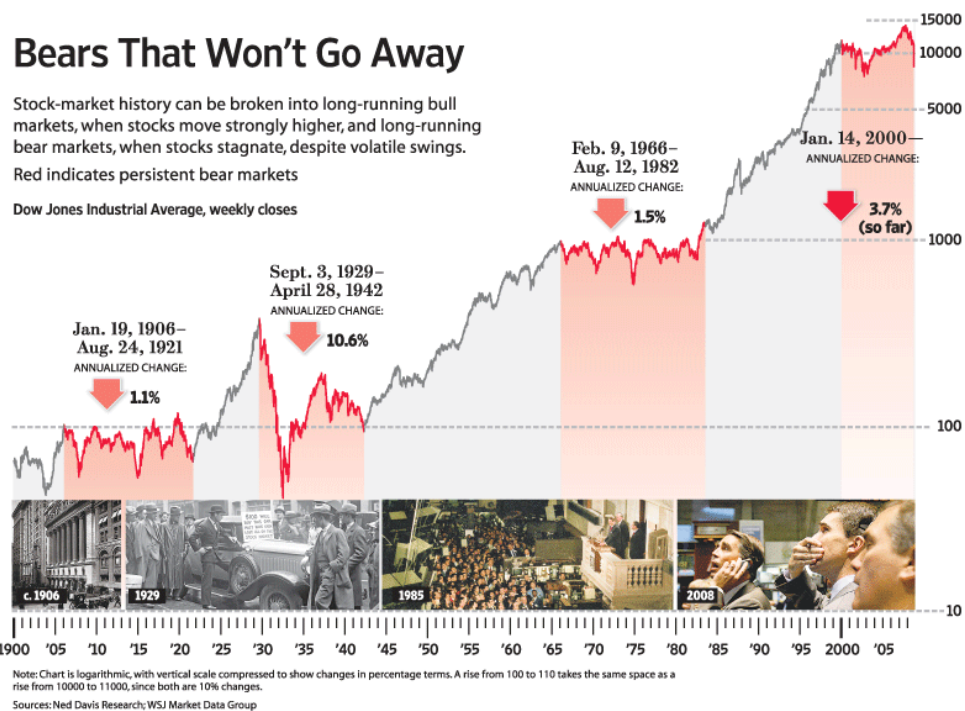 Bears That Won't Go Away
Stock-market history can be broken into long-running bull
markets, when stocks move strongly higher, and long-running
bear markets, when stocks stagnate, despite volatile swings.
Red indicates persistent bear markets
Dow Jones Industrial Average, weekly closes
15000
10000
5000
1000
100
10
Jan. 19, 1906–
Aug. 24, 1921
ANNUALIZED CHANGE:
1.1%
Sept. 3, 1929–
April 28, 1942
ANNUALIZED CHANGE:
10.6%
Feb. 9, 1966–
Aug. 12, 1982
ANNUALIZED CHANGE:
1.5%
Jan. 14, 2000—
ANNUALIZED CHANGE:
3.7%
(so far)
c. 1906
1929
1985
2008
1900 '05 '10 '15 '20 '25 '30 '35 '40 '45 '50 '55 '60 '65 '70 '75 '80 '85 '90 '95 2000 '05
Note: Chart is logarithmic, with vertical scale compressed to show changes in percentage terms. A rise from 100 to 110 takes the same space as a
rise from 10000 to 11000, since both are 10% changes.
Sources: Ned Davis Research; WSJ Market Data Group